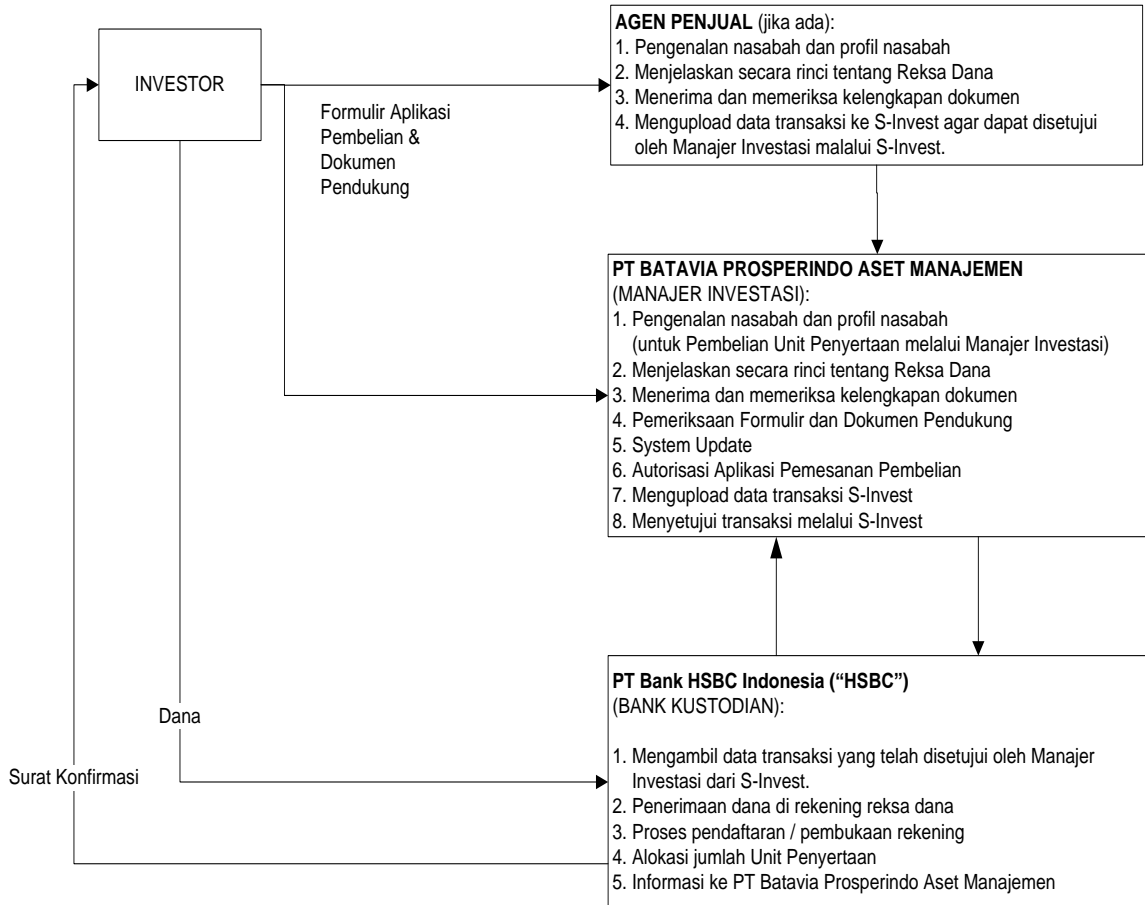 INVESTOR
Formulir Aplikasi
Pembelian &
Dokumen
Pendukung
AGEN PENJUAL (jika ada):
1. Pengenalan nasabah dan profil nasabah
2. Menjelaskan secara rinci tentang Reksa Dana
3. Menerima dan memeriksa kelengkapan dokumen
4. Mengupload data transaksi ke S-Invest agar dapat disetujui
oleh Manajer Investasi malalui S-Invest.
PT BATAVIA PROSPERINDO ASET MANAJEMEN
(MANAJER INVESTASI):
1. Pengenalan nasabah dan profil nasabah
(untuk Pembelian Unit Penyertaan melalui Manajer Investasi)
2. Menjelaskan secara rinci tentang Reksa Dana
3. Menerima dan memeriksa kelengkapan dokumen
4. Pemeriksaan Formulir dan Dokumen Pendukung
5. System Update
6. Autorisasi Aplikasi Pemesanan Pembelian
7. Mengupload data transaksi S-Invest
8. Menyetujui transaksi melalui S-Invest
Dana
Surat Konfirmasi
PT Bank HSBC Indonesia (“HSBC”)
(BANK KUSTODIAN):
1. Mengambil data transaksi yang telah disetujui oleh Manajer
Investasi dari S-Invest.
2. Penerimaan dana di rekening reksa dana
3. Proses pendaftaran / pembukaan rekening
4. Alokasi jumlah Unit Penyertaan
5. Informasi ke PT Batavia Prosperindo Aset Manajemen